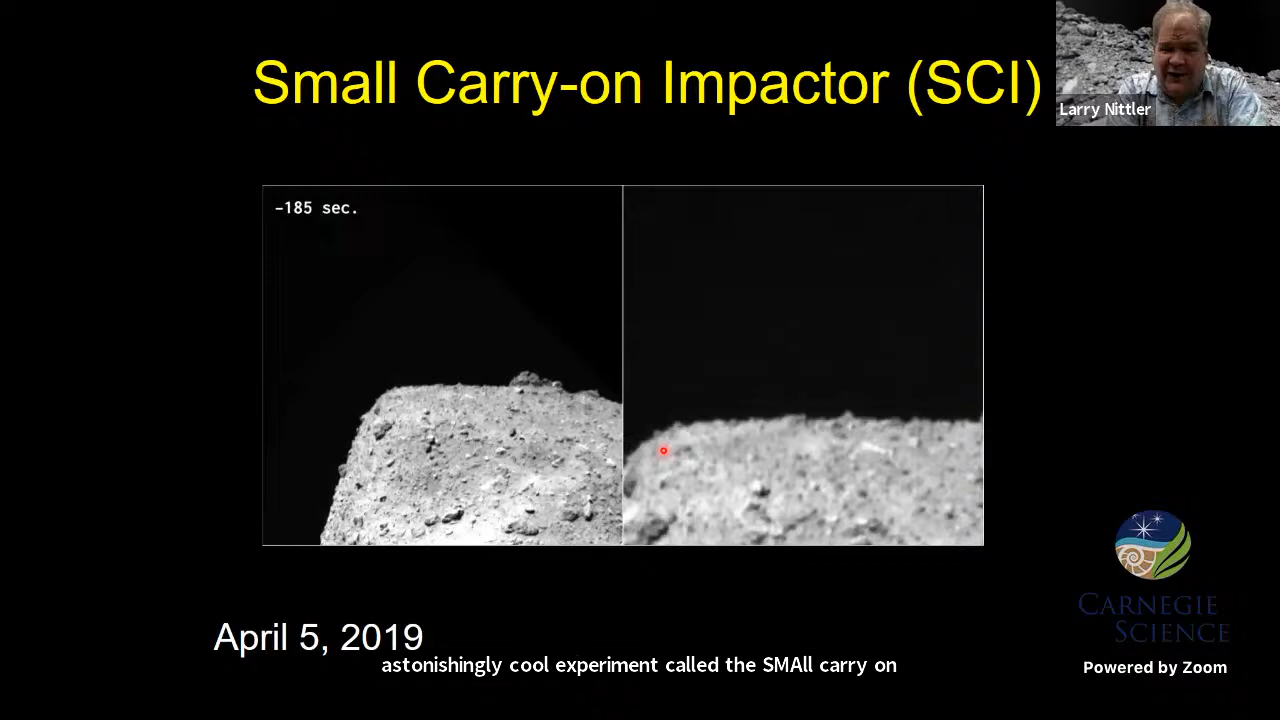 Small Carry-on Impactor (SCI)
Larry Nittler
-185 sec.
CARNEGIE
SCIENCE
April 5, 2019
astonishingly cool experiment called the SMAll carry on
Powered by Zoom